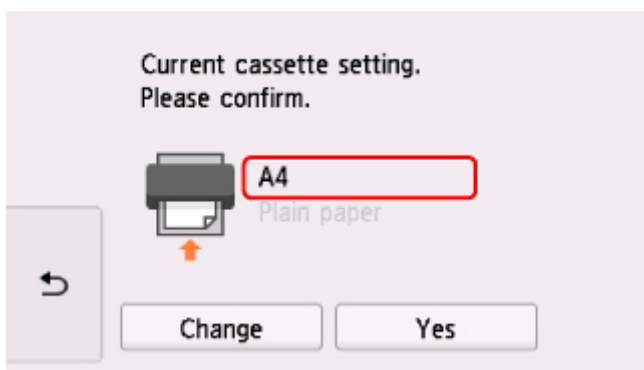 Current cassette setting.
Please confirm.
A4
Plain paper
Change
Yes